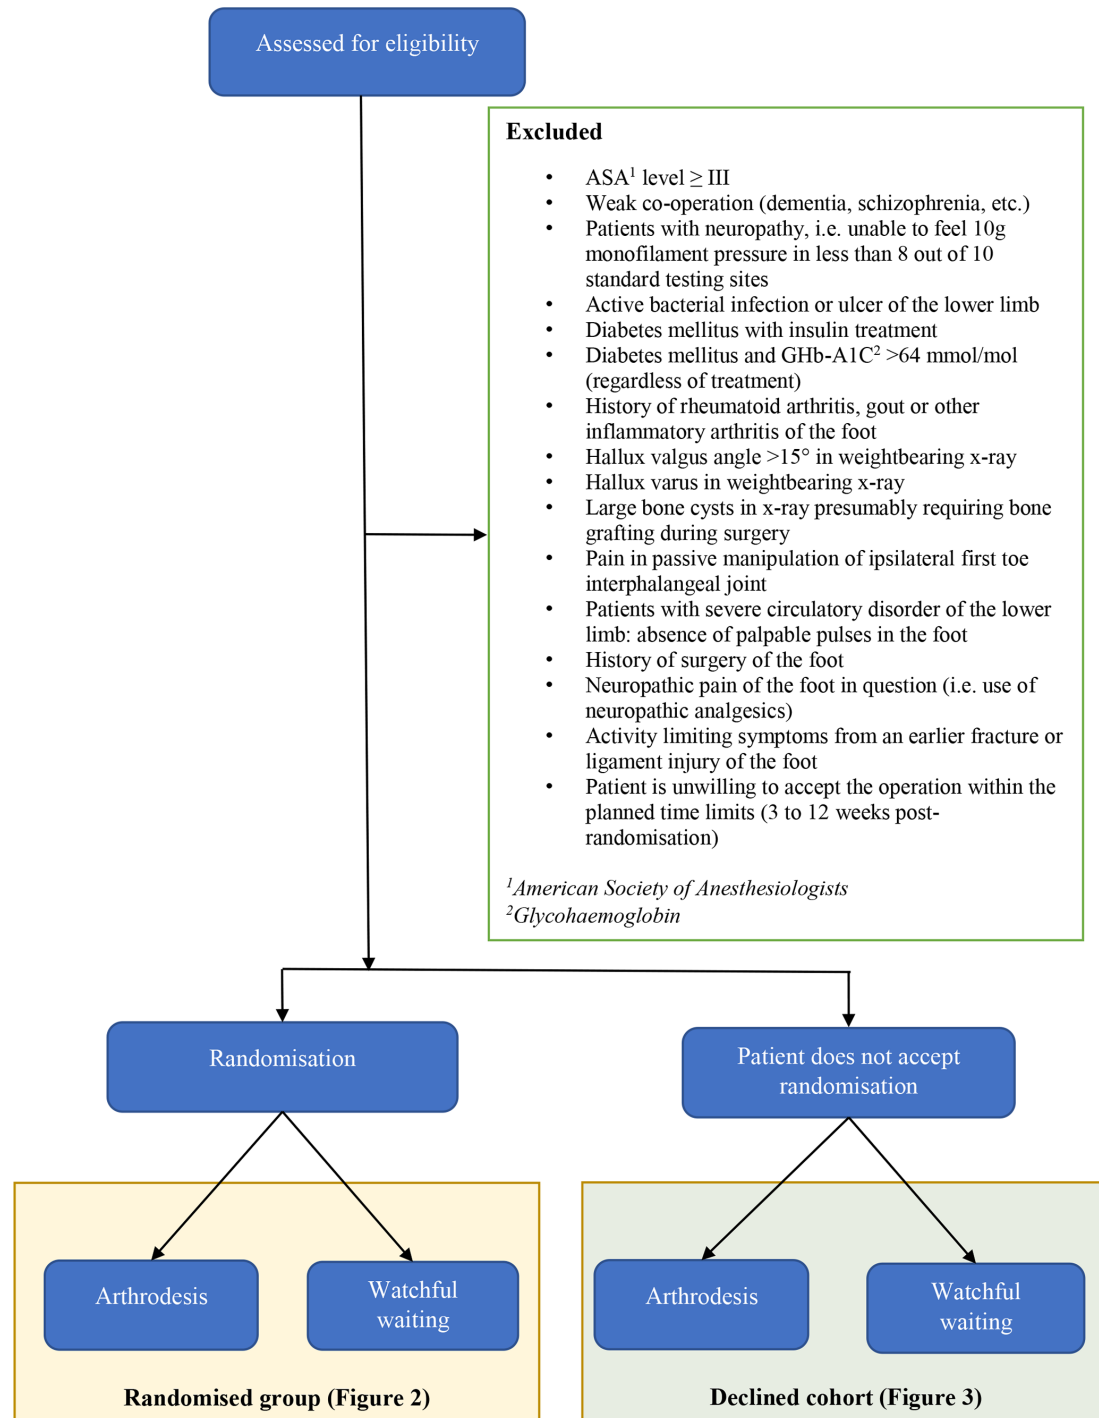 Assessed for eligibility
Excluded
• ASA¹ level ≥ III
• Weak co-operation (dementia, schizophrenia, etc.)
• Patients with neuropathy, i.e. unable to feel 10g
monofilament pressure in less than 8 out of 10
standard testing sites
• Active bacterial infection or ulcer of the lower limb
• Diabetes mellitus with insulin treatment
• Diabetes mellitus and GHb-A1C² >64 mmol/mol
(regardless of treatment)
• History of rheumatoid arthritis, gout or other
inflammatory arthritis of the foot
• Hallux valgus angle >15° in weightbearing x-ray
• Hallux varus in weightbearing x-ray
• Large bone cysts in x-ray presumably requiring bone
grafting during surgery
• Pain in passive manipulation of ipsilateral first toe
interphalangeal joint
• Patients with severe circulatory disorder of the lower
limb: absence of palpable pulses in the foot
• History of surgery of the foot
• Neuropathic pain of the foot in question (i.e. use of
neuropathic analgesics)
• Activity limiting symptoms from an earlier fracture or
ligament injury of the foot
• Patient is unwilling to accept the operation within the
planned time limits (3 to 12 weeks post-
randomisation)
¹American Society of Anesthesiologists
²Glycohaemoglobin
Randomisation
Patient does not accept
randomisation
Arthrodesis
Watchful
waiting
Randomised group (Figure 2)
Arthrodesis
Watchful
waiting
Declined cohort (Figure 3)